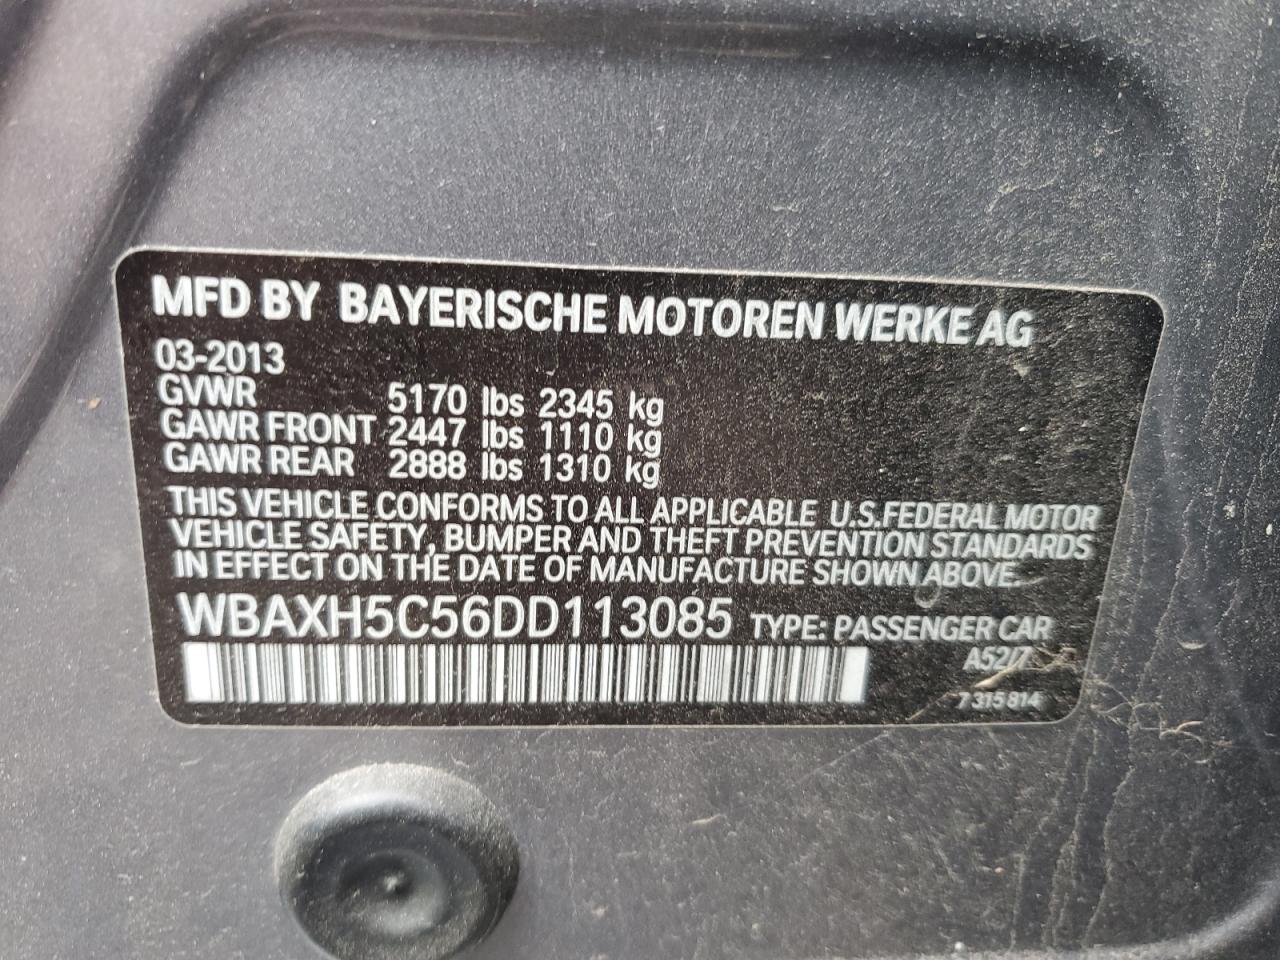 MFD BY BAYERISCHE MOTOREN WERKE AG
03-2013
GVWR 5170 lbs 2345 kg
GAWR FRONT 2447 lbs 1110 kg
GAWR REAR 2888 lbs 1310 kg
THIS VEHICLE CONFORMS TO ALL APPLICABLE U.S.FEDERAL MOTOR
VEHICLE SAFETY, BUMPER AND THEFT PREVENTION STANDARDS
IN EFFECT ON THE DATE OF MANUFACTURE SHOWN ABOVE.
WBAXH5C56DD113085 TYPE: PASSENGER CAR
A52/7
7 315 814